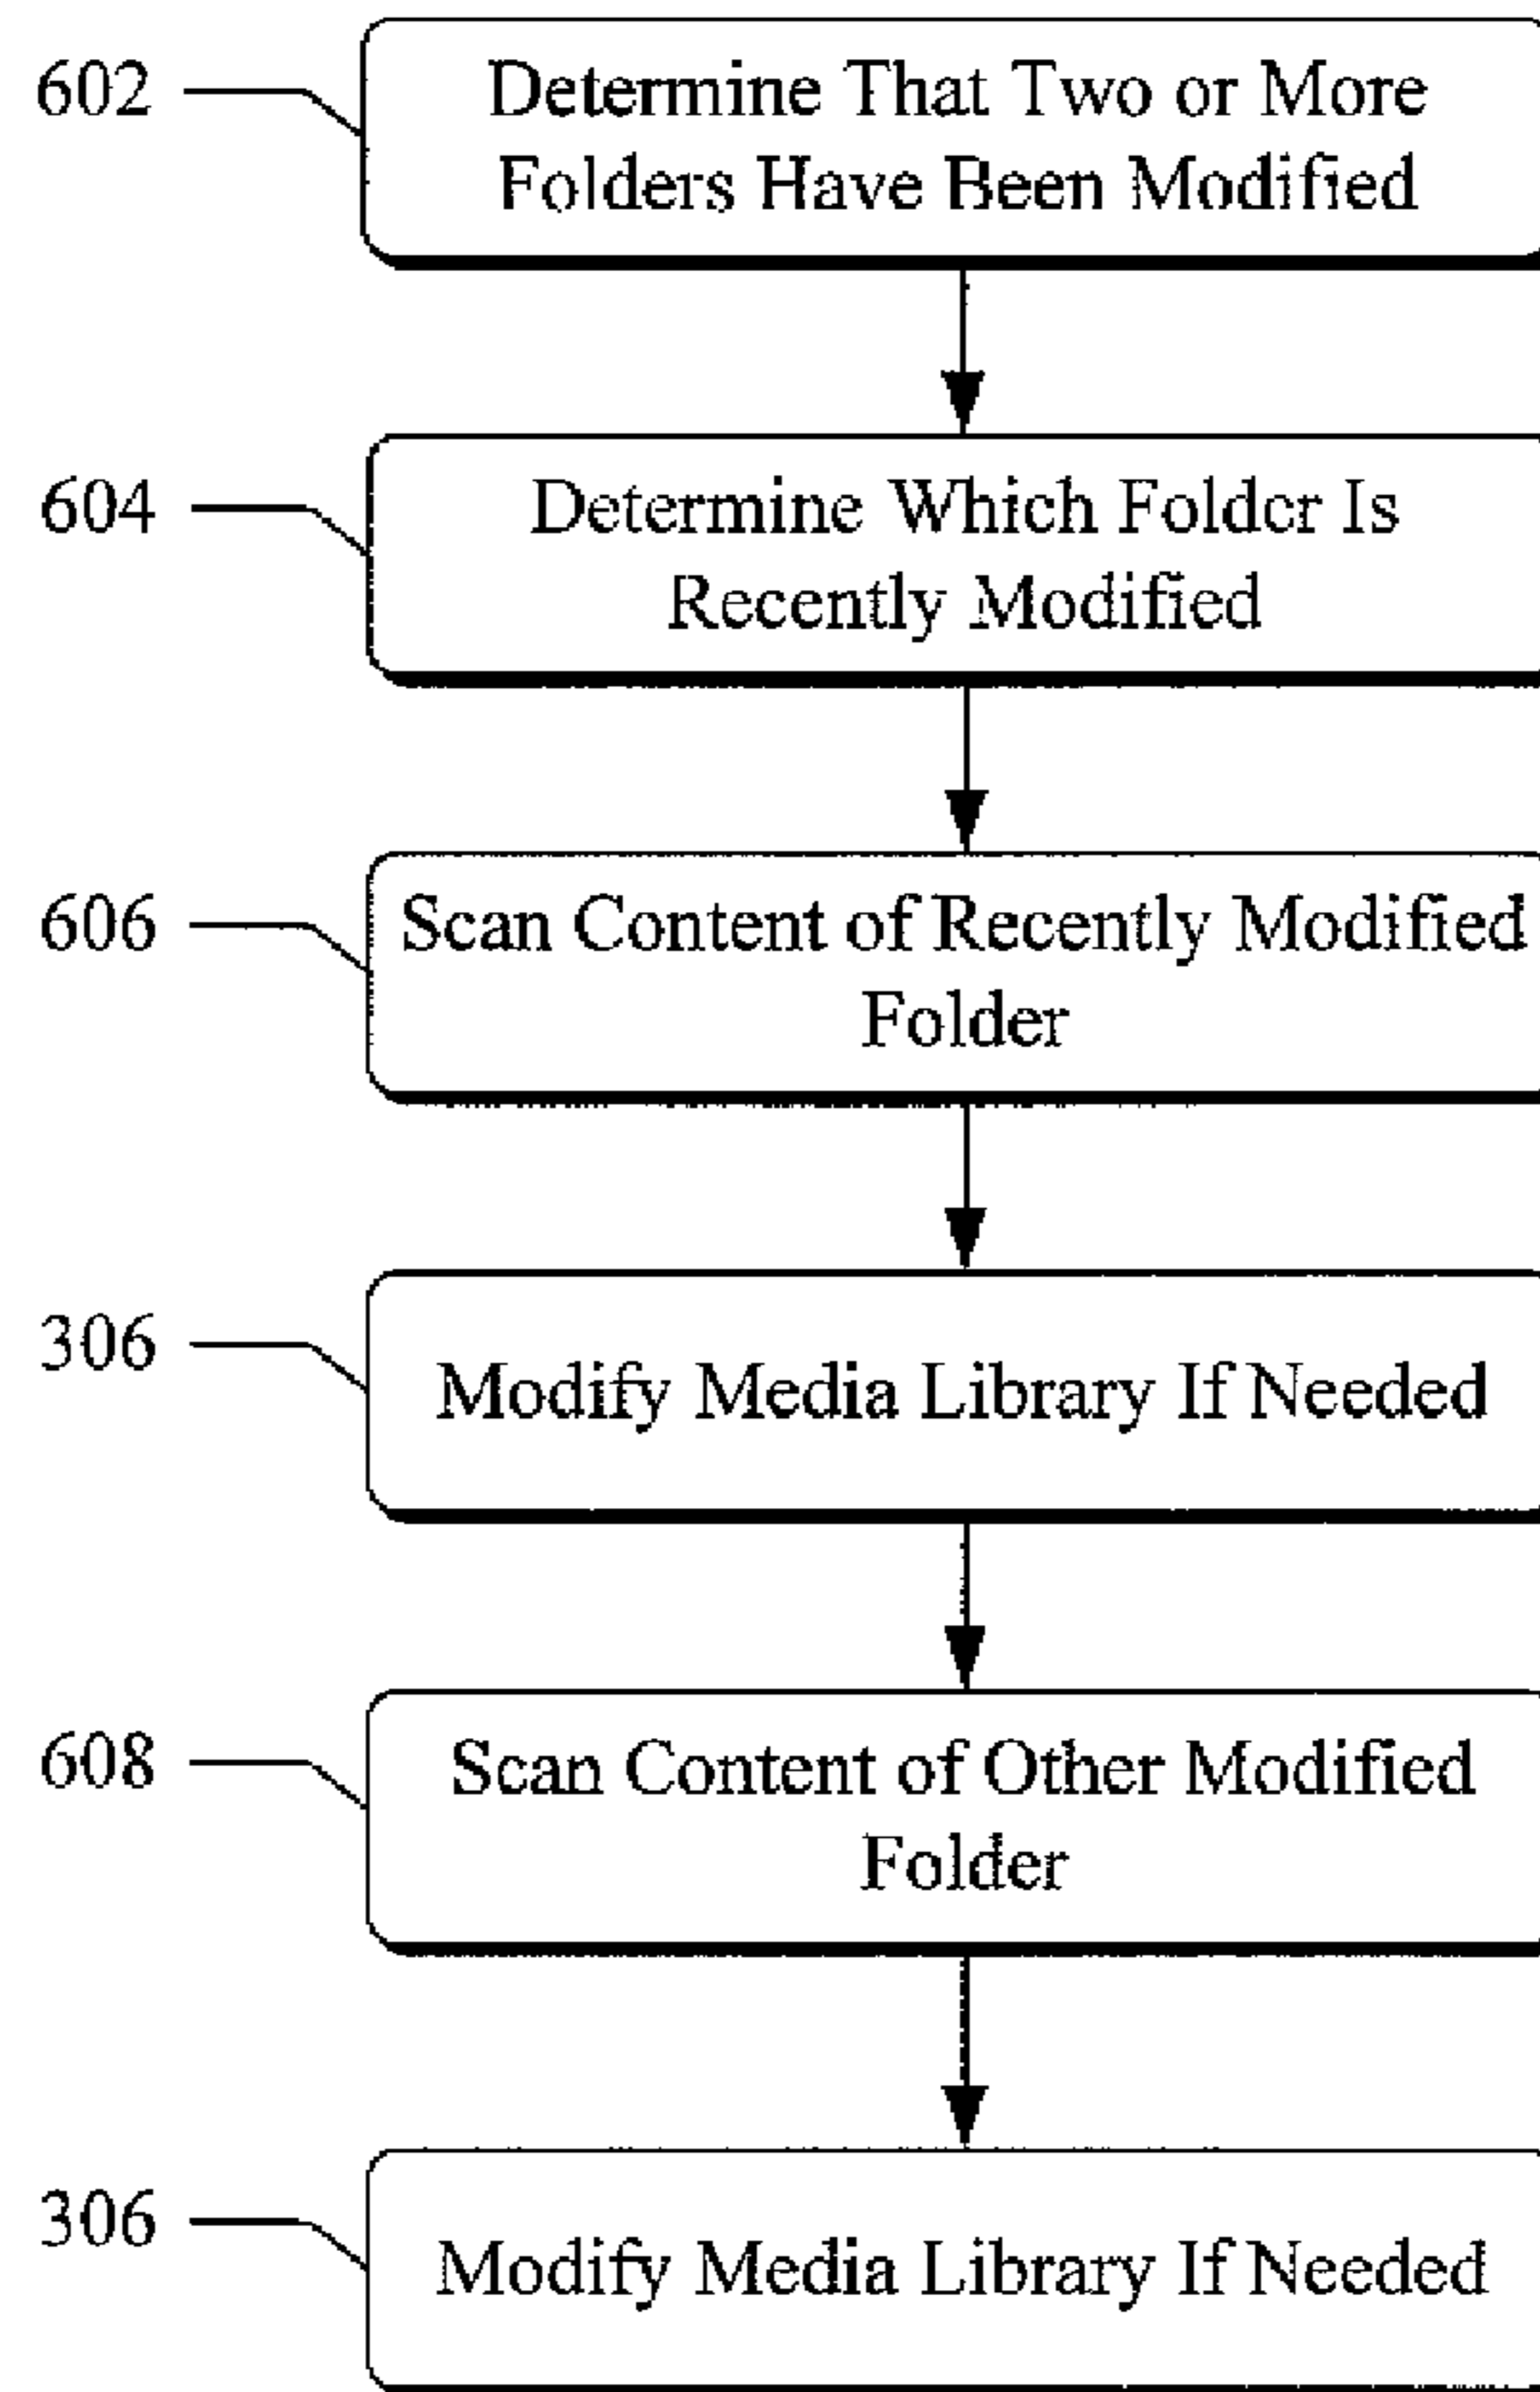 602
Determine That Two or More
Folders Have Been Modified
604
Determine Which Folder Is
Recently Modified
606
Scan Content of Recently Modified
Folder
306
Modify Media Library If Needed
608
Scan Content of Other Modified
Folder
306
Modify Media Library If Needed